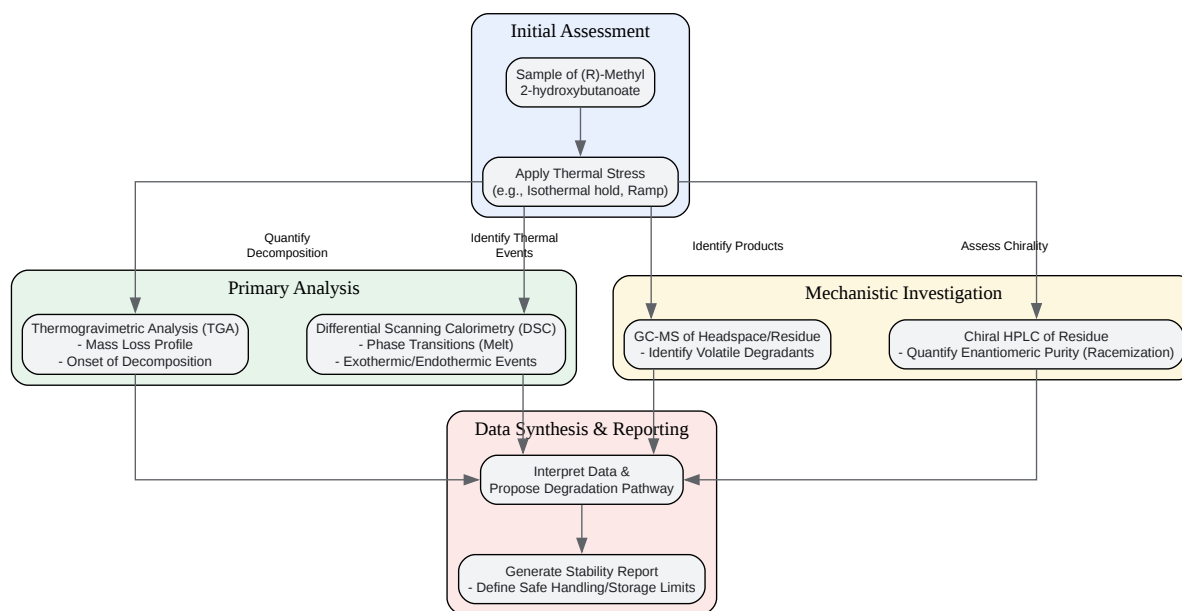 Initial Assessment
Sample of (R)-Methyl
2-hydroxybutanoate
Apply Thermal Stress
(e.g., Isothermal hold, Ramp)
Quantify
Decomposition
Identify Thermal
Events
Identify Products
Assess Chirality
Primary Analysis
Thermogravimetric Analysis (TGA)
- Mass Loss Profile
- Onset of Decomposition
Differential Scanning Calorimetry (DSC)
- Phase Transitions (Melt)
- Exothermic/Endothermic Events
Mechanistic Investigation
GC-MS of Headspace/Residue
- Identify Volatile Degradants
Chiral HPLC of Residue
- Quantify Enantiomeric Purity (Racemization)
Data Synthesis & Reporting
Interpret Data &
Propose Degradation Pathway
Generate Stability Report
- Define Safe Handling/Storage Limits